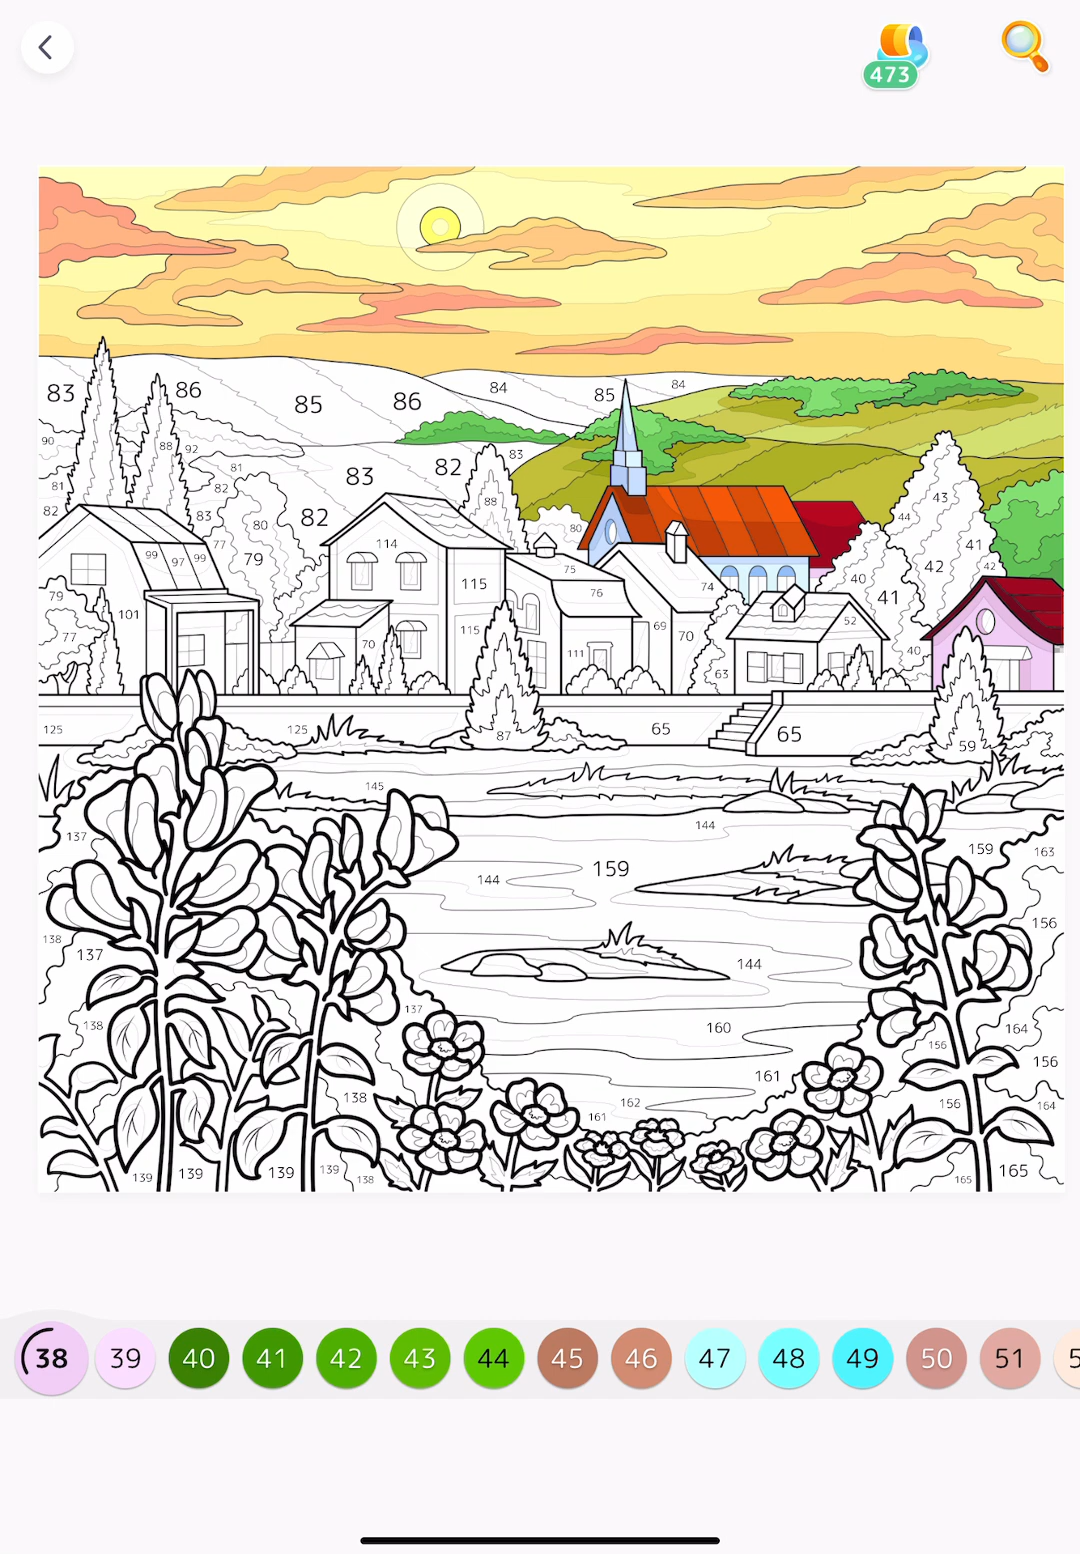 473
83 86 85 86 84 85 84
90 88 92 81 83 82 83
81 82 88 43
82 83 82 80 80 44
77 79 41
99 97 99 114 75 42 42
79 101 115 76 74 40 41
77 115 69 70 52
70 111 63 40
125 125 87 65 65 59
145
137 144 159 163
144 159
156
138 137 144
137 160 164
138 156 156
161
138 162 161 156 164
139 139 139 139 138 165 165
38 39 40 41 42 43 44 45 46 47 48 49 50 51